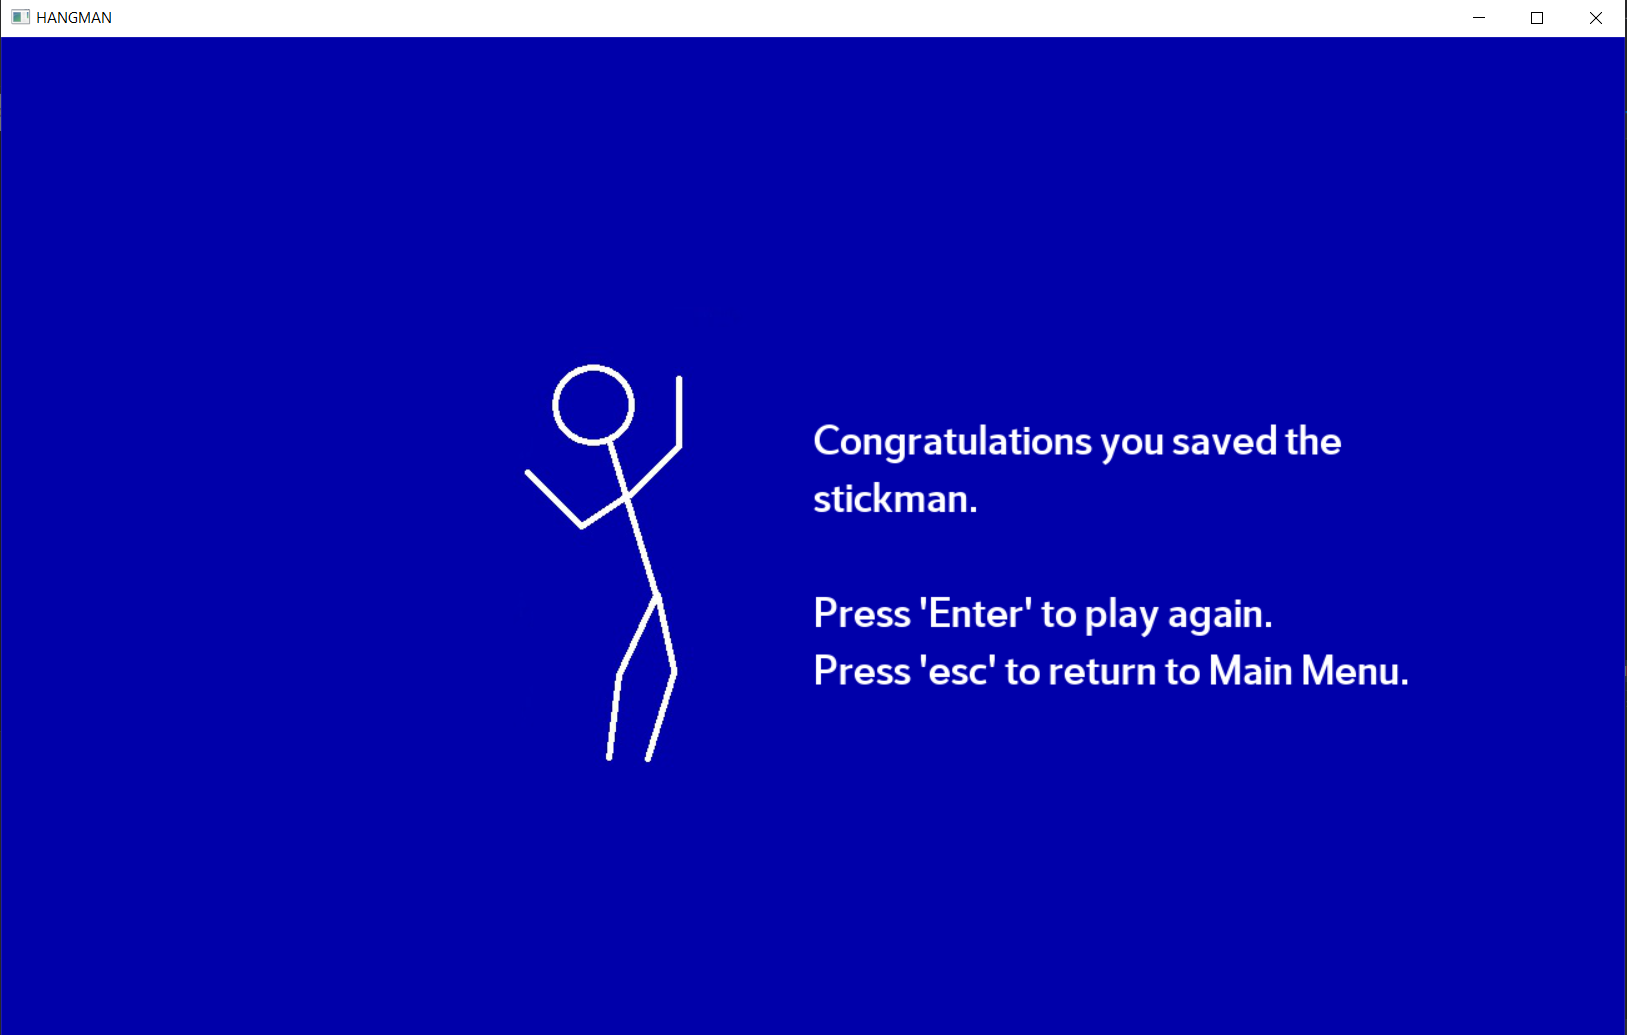 HANGMAN
Congratulations you saved the
stickman.
Press 'Enter' to play again.
Press 'esc' to return to Main Menu.